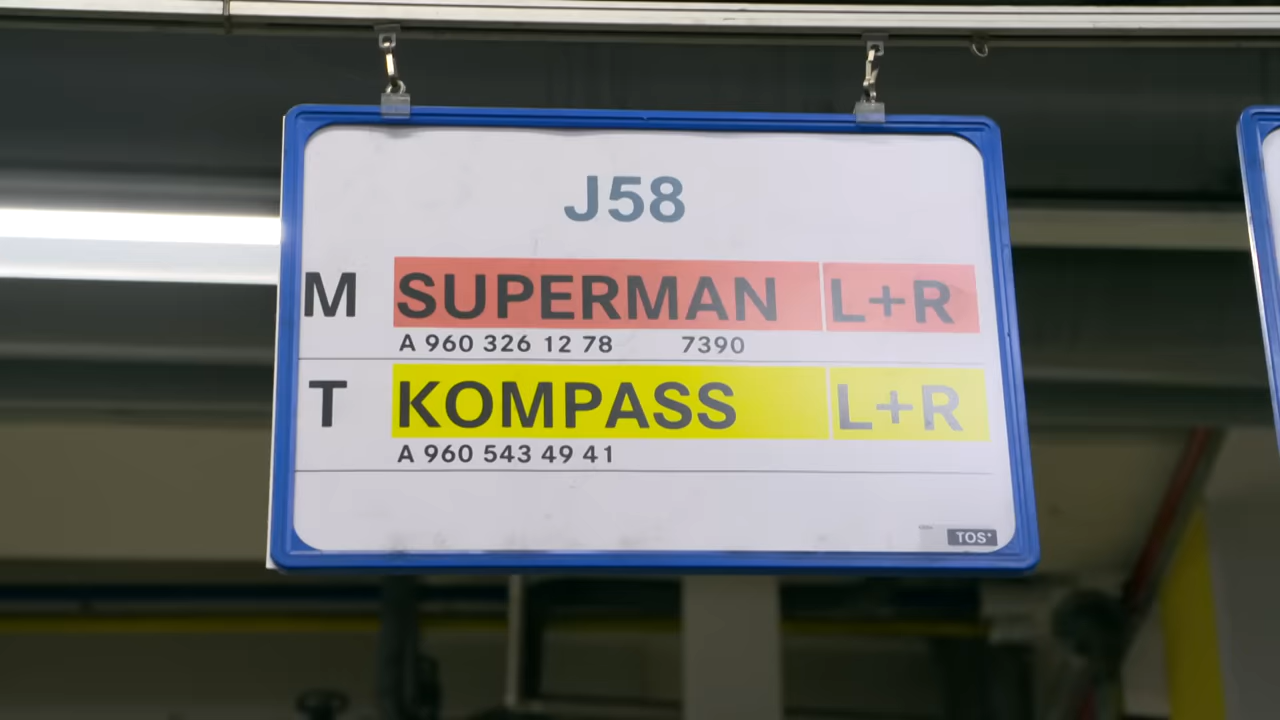 J58
M SUPERMAN L+R
A 960 326 12 78 7390
T KOMPASS L+R
A 960 543 49 41
TOS+